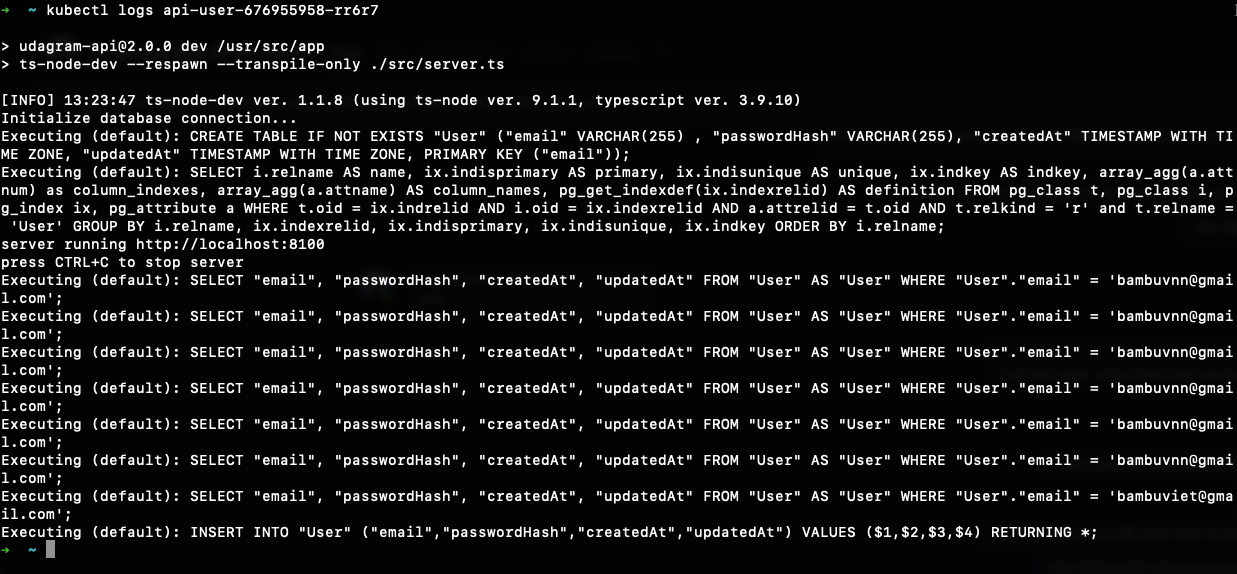 → ~ kubectl logs api-user-676955958-rr6r7
> udagram-api@2.0.0 dev /usr/src/app
> ts-node-dev --respawn --transpile-only ./src/server.ts
[INFO] 13:23:47 ts-node-dev ver. 1.1.8 (using ts-node ver. 9.1.1, typescript ver. 3.9.10)
Initialize database connection...
Executing (default): CREATE TABLE IF NOT EXISTS "User" ("email" VARCHAR(255) , "passwordHash" VARCHAR(255), "createdAt" TIMESTAMP WITH TI
ME ZONE, "updatedAt" TIMESTAMP WITH TIME ZONE, PRIMARY KEY ("email"));
Executing (default): SELECT i.relname AS name, ix.indisprimary AS primary, ix.indisunique AS unique, ix.indkey AS indkey, array_agg(a.att
num) as column_indexes, array_agg(a.attname) AS column_names, pg_get_indexdef(ix.indexrelid) AS definition FROM pg_class t, pg_class i, p
g_index ix, pg_attribute a WHERE t.oid = ix.indrelid AND i.oid = ix.indexrelid AND a.attrelid = t.oid AND t.relkind = 'r' and t.relname =
 'User' GROUP BY i.relname, ix.indexrelid, ix.indisprimary, ix.indisunique, ix.indkey ORDER BY i.relname;
server running http://localhost:8100
press CTRL+C to stop server
Executing (default): SELECT "email", "passwordHash", "createdAt", "updatedAt" FROM "User" AS "User" WHERE "User"."email" = 'bambuvnn@gmai
l.com';
Executing (default): SELECT "email", "passwordHash", "createdAt", "updatedAt" FROM "User" AS "User" WHERE "User"."email" = 'bambuvnn@gmai
l.com';
Executing (default): SELECT "email", "passwordHash", "createdAt", "updatedAt" FROM "User" AS "User" WHERE "User"."email" = 'bambuvnn@gmai
l.com';
Executing (default): SELECT "email", "passwordHash", "createdAt", "updatedAt" FROM "User" AS "User" WHERE "User"."email" = 'bambuvnn@gmai
l.com';
Executing (default): SELECT "email", "passwordHash", "createdAt", "updatedAt" FROM "User" AS "User" WHERE "User"."email" = 'bambuvnn@gmai
l.com';
Executing (default): SELECT "email", "passwordHash", "createdAt", "updatedAt" FROM "User" AS "User" WHERE "User"."email" = 'bambuvnn@gmai
l.com';
Executing (default): SELECT "email", "passwordHash", "createdAt", "updatedAt" FROM "User" AS "User" WHERE "User"."email" = 'bambuviet@gma
il.com';
Executing (default): INSERT INTO "User" ("email","passwordHash","createdAt","updatedAt") VALUES ($1,$2,$3,$4) RETURNING *;
→ ~